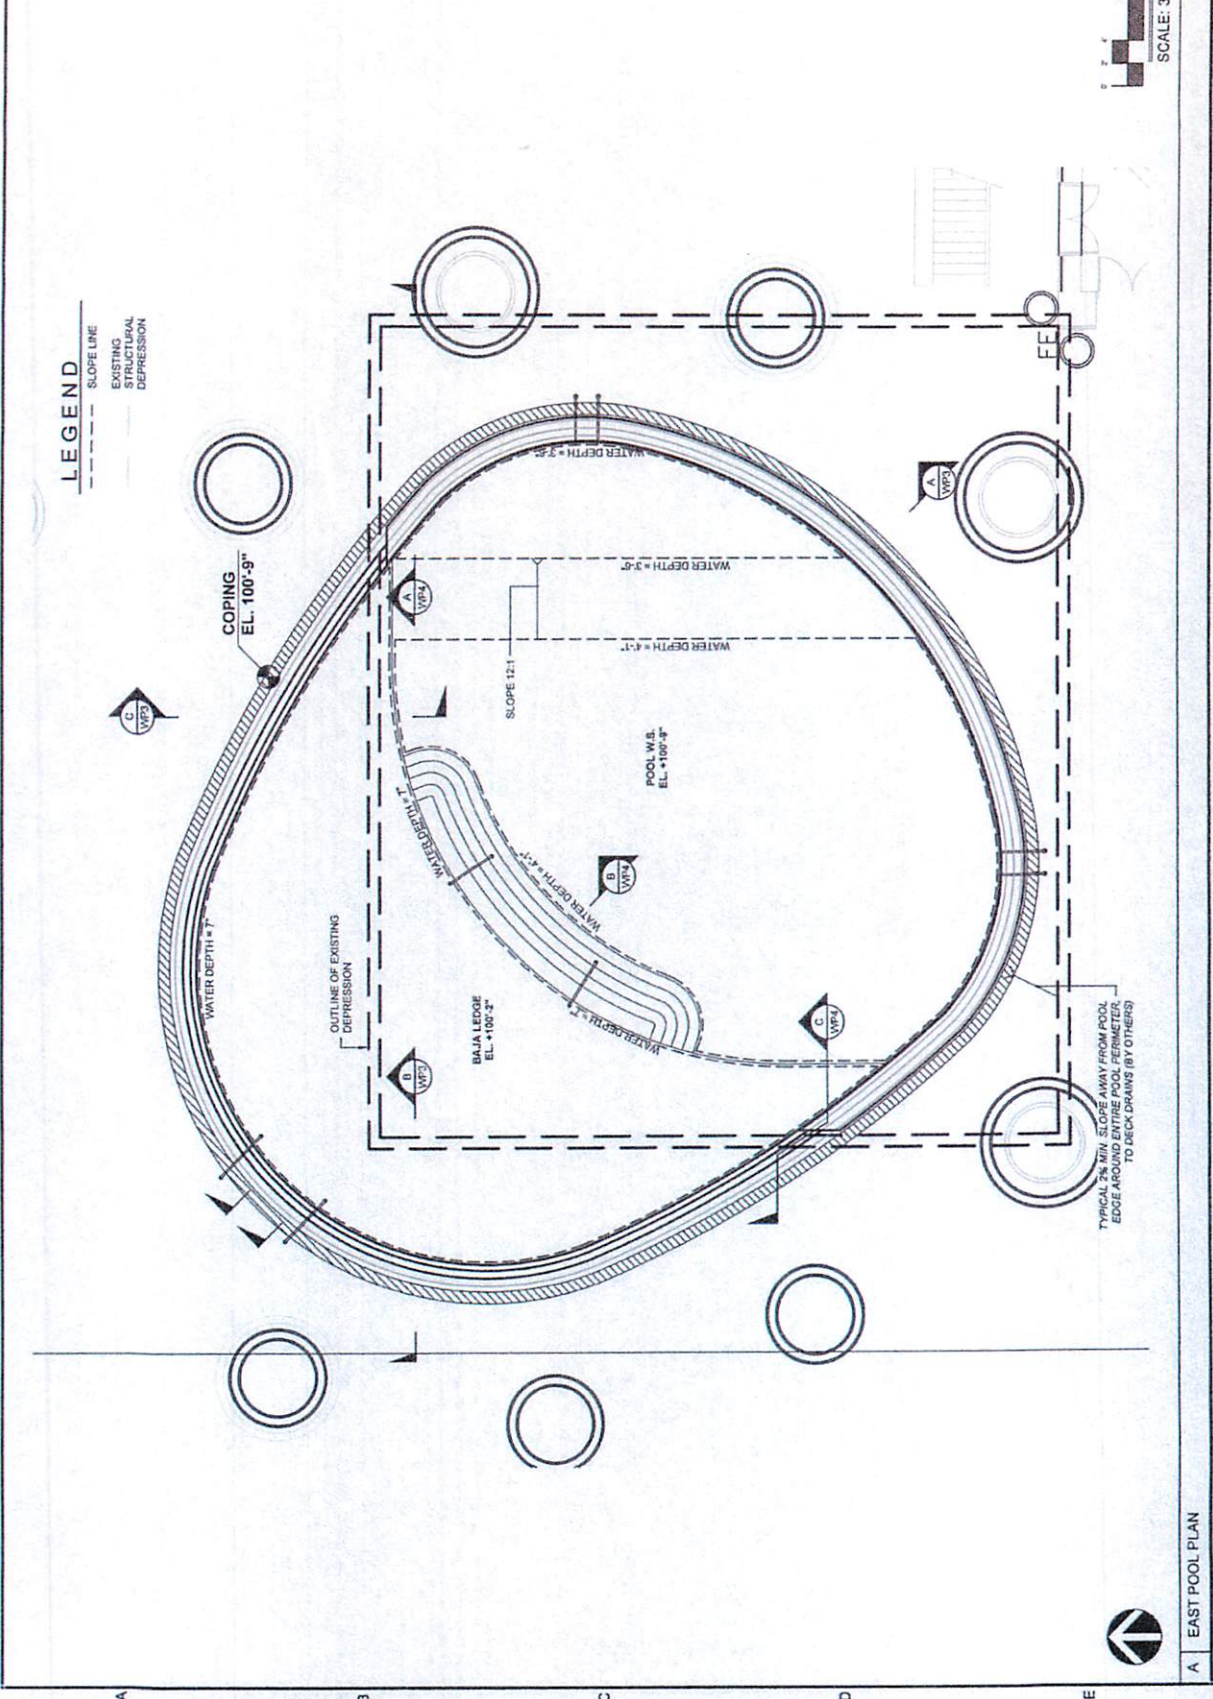 LEGEND
SLOPE LINE
EXISTING
STRUCTURAL
DEPRESSION
COPING
EL. 100'-9"
C
WP3
A
WP4
WATER DEPTH = 3'-6"
WATER DEPTH = 3'-6"
SLOPE 12:1
WATER DEPTH = 4'-1"
A
WP3
FE
POOL W.S.
EL. +100'-9"
WATER DEPTH = 7"
WATER DEPTH = 4'-1"
B
WP4
WATER DEPTH = 7"
OUTLINE OF EXISTING
DEPRESSION
BAJA LEDGE
EL. +100'-2"
WATER DEPTH = 7"
B
WP3
C
WP4
TYPICAL 2% MIN. SLOPE AWAY FROM POOL
EDGE AROUND ENTIRE POOL PERIMETER,
TO DECK DRAINS (BY OTHERS)
0' 2' 4'
SCALE: 3
A
B
C
D
E
A EAST POOL PLAN